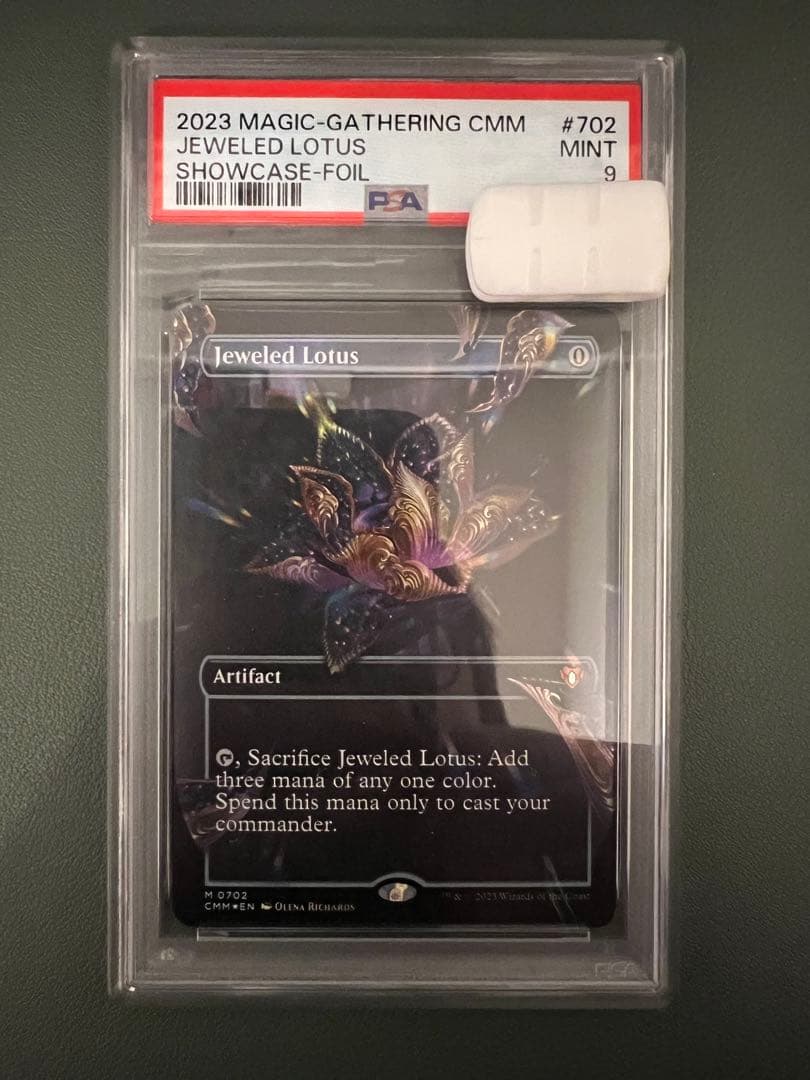 2023 MAGIC-GATHERING CMM #702
JEWELED LOTUS MINT
SHOWCASE-FOIL 9
PSA
Jeweled Lotus 0
Artifact
, Sacrifice Jeweled Lotus: Add
three mana of any one color.
Spend this mana only to cast your
commander.
M 0702
CMM★EN OLENA RICHARDS
™ & 2023 Wizards of the Coast
PSA